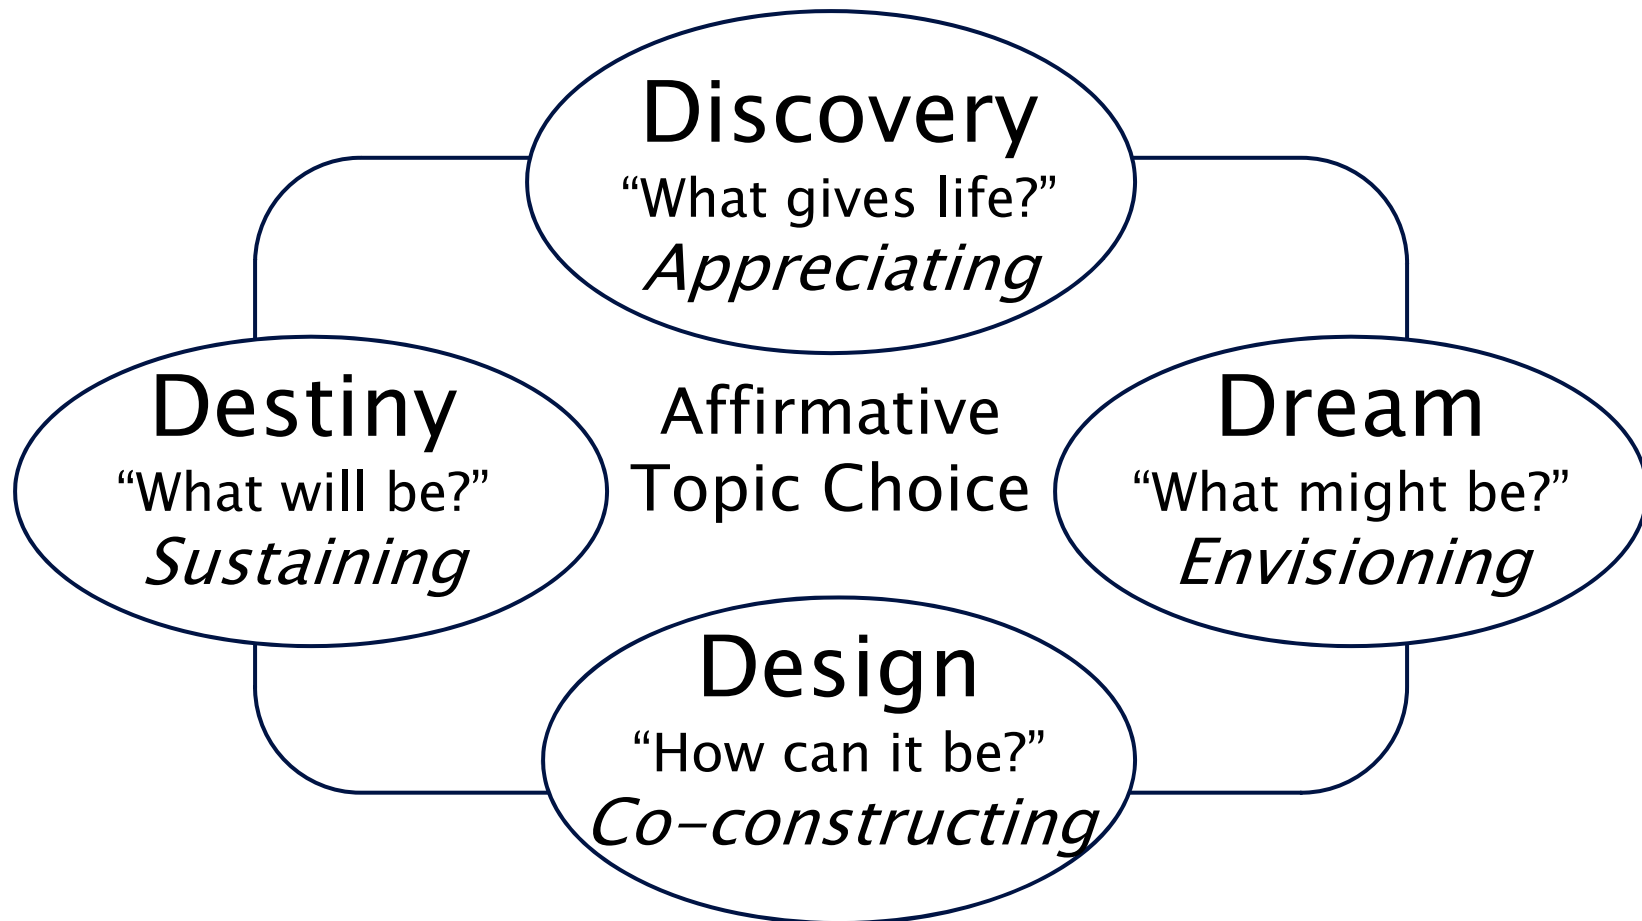 Discovery
“What gives life?”
Appreciating
Destiny
“What will be?”
Sustaining
Affirmative
Topic Choice
Dream
“What might be?”
Envisioning
Design
“How can it be?”
Co-constructing